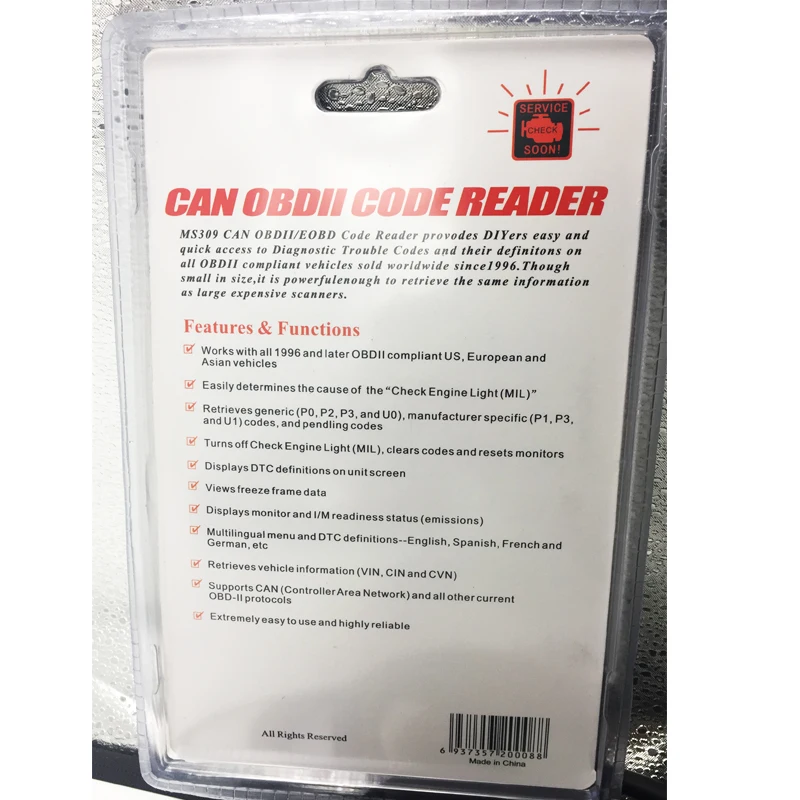 SERVICE
CHECK
SOON!
CAN OBDII CODE READER
MS309 CAN OBDII/EOBD Code Reader provodes DIYers easy and
quick access to Diagnostic Trouble Codes and their definitons on
all OBDII compliant vehicles sold worldwide since1996.Though
small in size,it is powerfulenough to retrieve the same information
as large expensive scanners.
Features & Functions
Works with all 1996 and later OBDII compliant US, European and
Asian vehicles
Easily determines the cause of the “Check Engine Light (MIL)”
Retrieves generic (P0, P2, P3, and U0), manufacturer specific (P1, P3,
and U1) codes, and pendling codes
Turns off Check Engine Light (MIL), clears codes and resets monitors
Displays DTC definitions on unit screen
Views freeze frame data
Displays monitor and I/M readiness status (emissions)
Multilingual menu and DTC definitions--English, Spanish, French and
German, etc
Retrieves vehicle information (VIN, CIN and CVN)
Supports CAN (Controller Area Network) and all other current
OBD-II protocols
Extremely easy to use and highly reliable
All Rights Reserved
6 937357 200088
Made in China